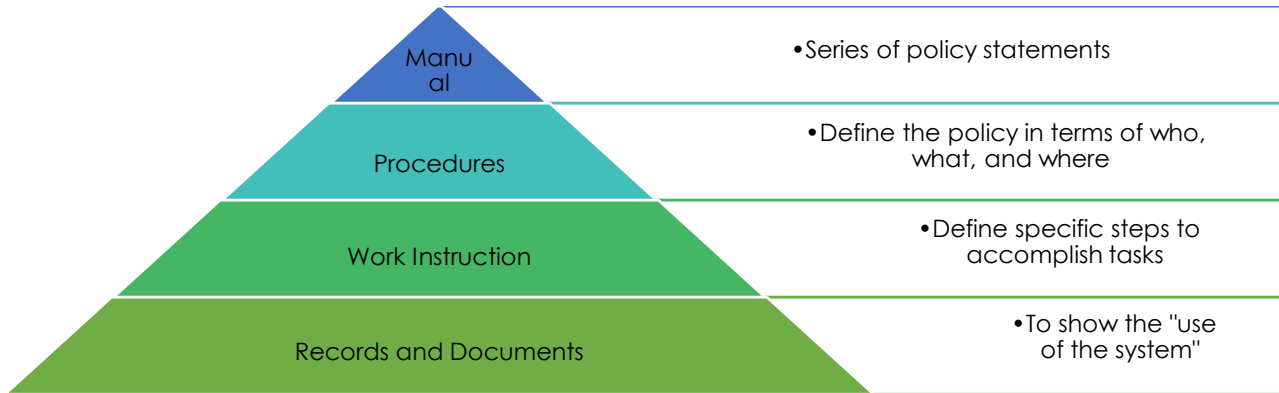 Manu
al
•Series of policy statements
Procedures
•Define the policy in terms of who,
what, and where
Work Instruction
•Define specific steps to
accomplish tasks
Records and Documents
•To show the "use
of the system"